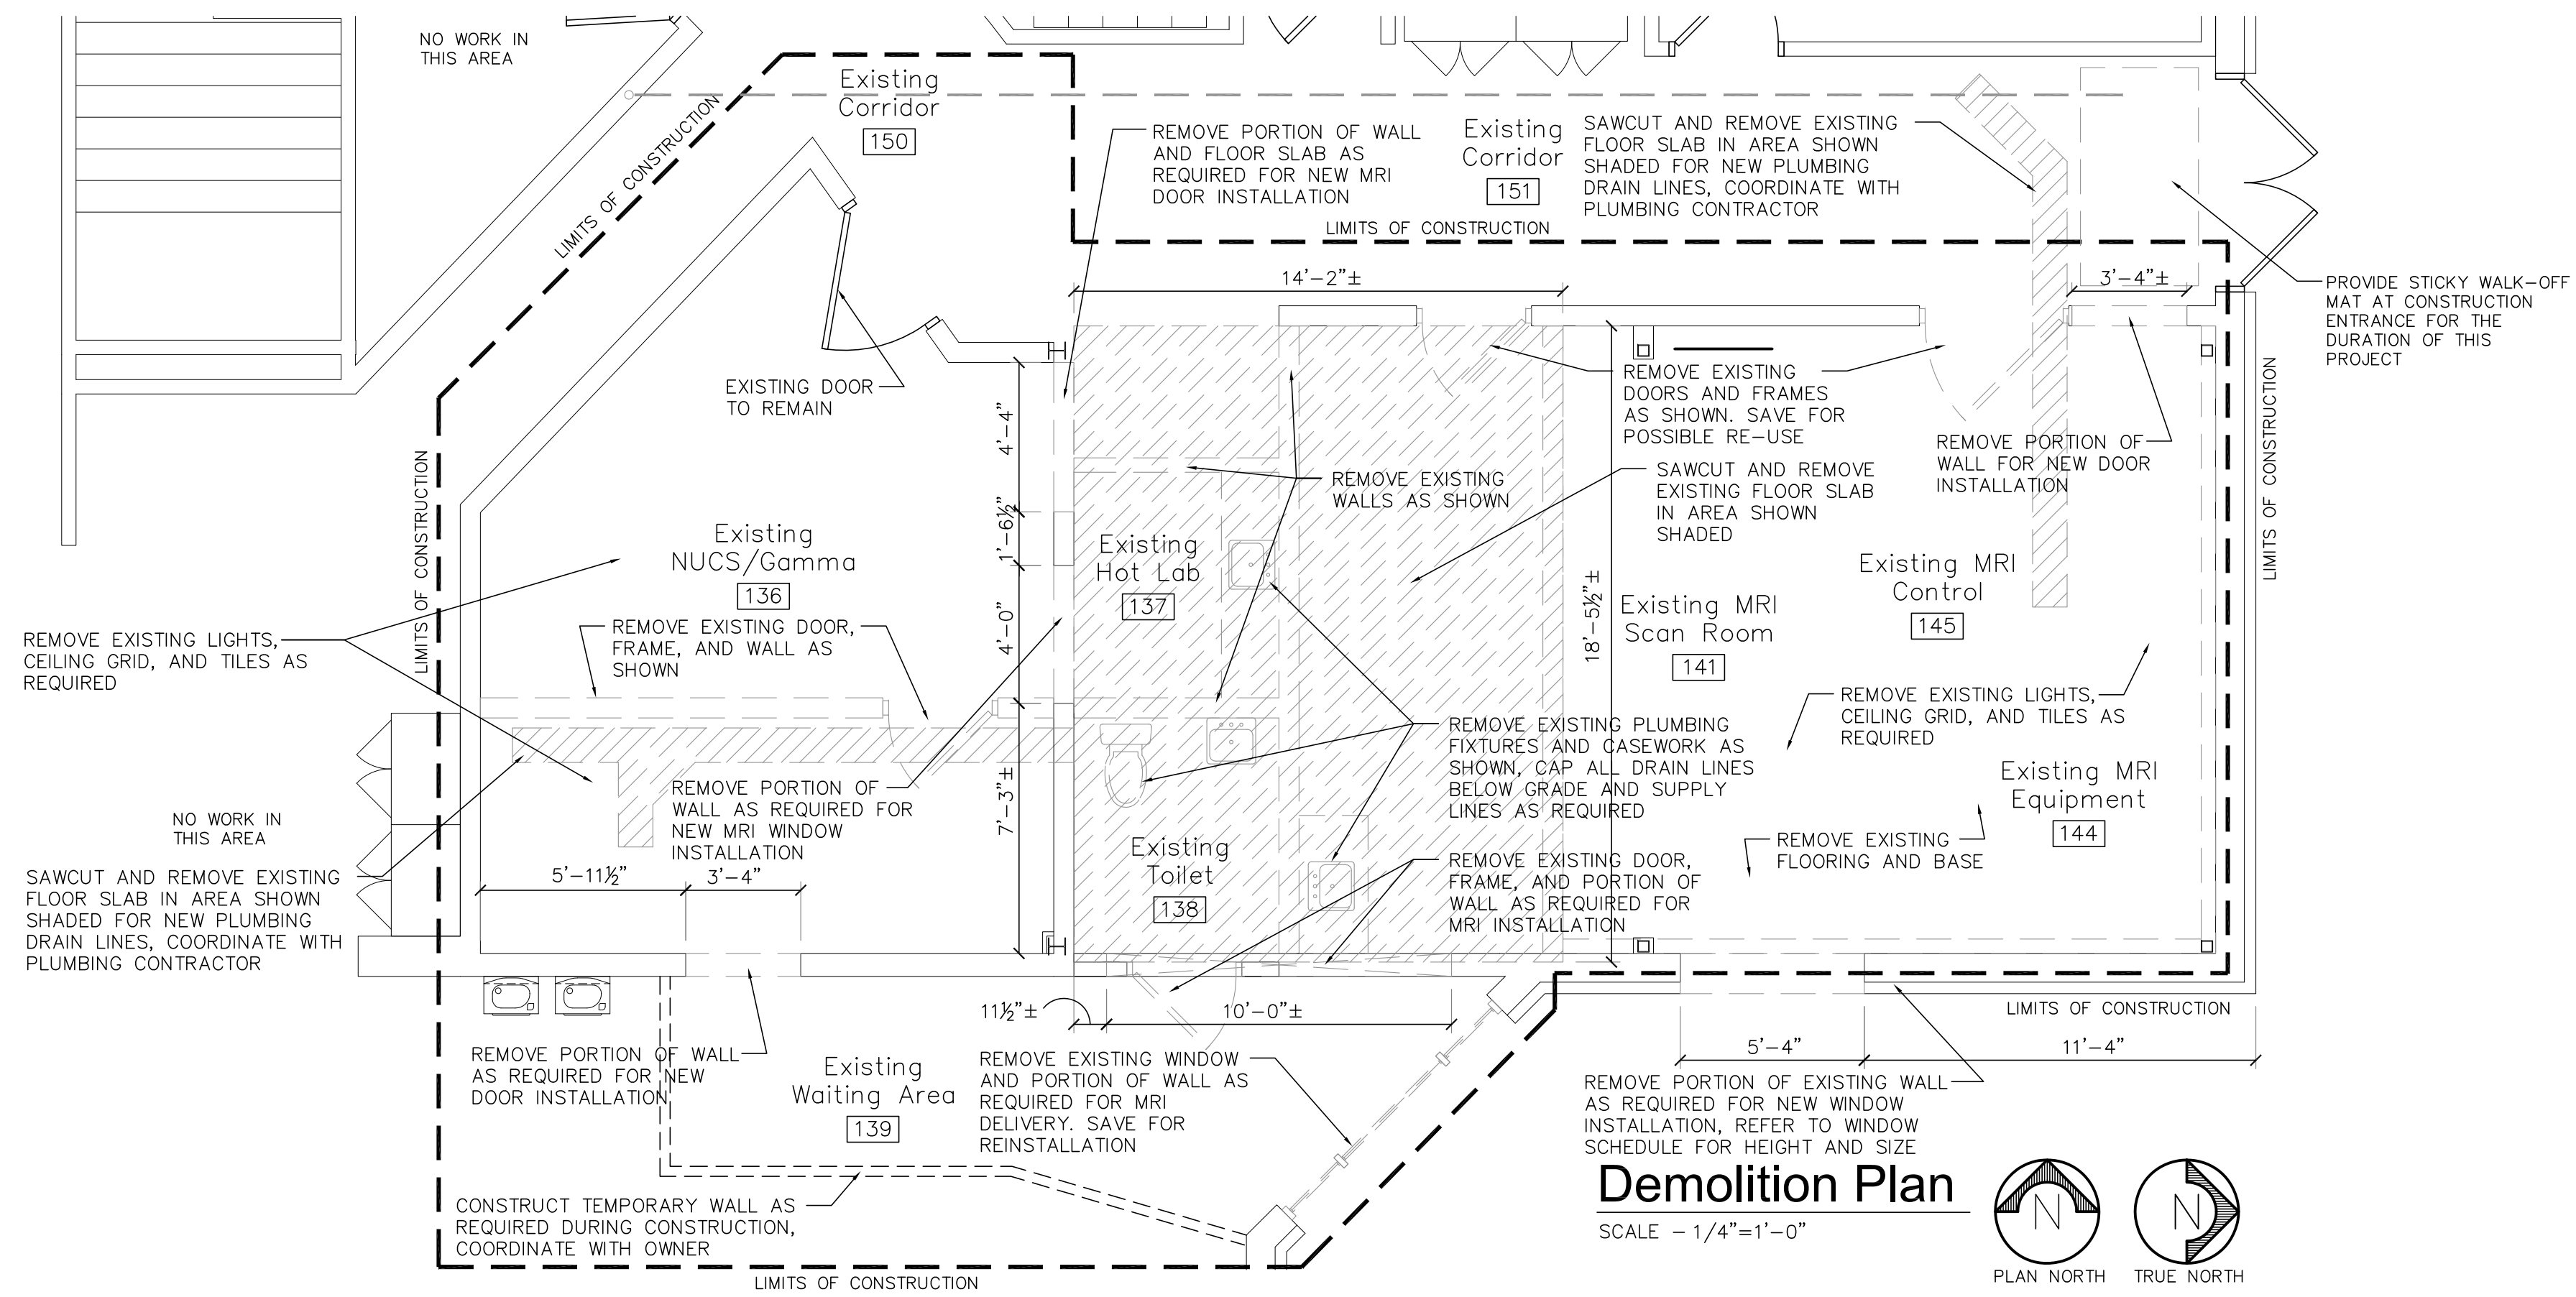 NO WORK IN
THIS AREA
LIMITS OF CONSTRUCTION
Existing
Corridor
150
REMOVE PORTION OF WALL
AND FLOOR SLAB AS
REQUIRED FOR NEW MRI
DOOR INSTALLATION
Existing
Corridor
151
SAWCUT AND REMOVE EXISTING
FLOOR SLAB IN AREA SHOWN
SHADED FOR NEW PLUMBING
DRAIN LINES, COORDINATE WITH
PLUMBING CONTRACTOR
LIMITS OF CONSTRUCTION
14'-2"±
3'-4"±
PROVIDE STICKY WALK-OFF
MAT AT CONSTRUCTION
ENTRANCE FOR THE
DURATION OF THIS
PROJECT
EXISTING DOOR
TO REMAIN
4'-4"
REMOVE EXISTING
DOORS AND FRAMES
AS SHOWN. SAVE FOR
POSSIBLE RE-USE
REMOVE PORTION OF
WALL FOR NEW DOOR
INSTALLATION
LIMITS OF CONSTRUCTION
LIMITS OF CONSTRUCTION
REMOVE EXISTING
WALLS AS SHOWN
SAWCUT AND REMOVE
EXISTING FLOOR SLAB
IN AREA SHOWN
SHADED
1'-6½"
Existing
NUCS/Gamma
136
Existing
Hot Lab
137
18'-5½"±
Existing MRI
Scan Room
141
Existing MRI
Control
145
REMOVE EXISTING LIGHTS,
CEILING GRID, AND TILES AS
REQUIRED
REMOVE EXISTING DOOR,
FRAME, AND WALL AS
SHOWN
4'-0"
REMOVE EXISTING LIGHTS,
CEILING GRID, AND TILES AS
REQUIRED
REMOVE EXISTING PLUMBING
FIXTURES AND CASEWORK AS
SHOWN, CAP ALL DRAIN LINES
BELOW GRADE AND SUPPLY
LINES AS REQUIRED
Existing MRI
Equipment
144
REMOVE PORTION OF
WALL AS REQUIRED FOR
NEW MRI WINDOW
INSTALLATION
7'-3"±
NO WORK IN
THIS AREA
REMOVE EXISTING
FLOORING AND BASE
Existing
Toilet
138
REMOVE EXISTING DOOR,
FRAME, AND PORTION OF
WALL AS REQUIRED FOR
MRI INSTALLATION
SAWCUT AND REMOVE EXISTING
FLOOR SLAB IN AREA SHOWN
SHADED FOR NEW PLUMBING
DRAIN LINES, COORDINATE WITH
PLUMBING CONTRACTOR
5'-11½"
3'-4"
11½"±
10'-0"±
LIMITS OF CONSTRUCTION
5'-4"
11'-4"
REMOVE PORTION OF WALL
AS REQUIRED FOR NEW
DOOR INSTALLATION
Existing
Waiting Area
139
REMOVE EXISTING WINDOW
AND PORTION OF WALL AS
REQUIRED FOR MRI
DELIVERY. SAVE FOR
REINSTALLATION
REMOVE PORTION OF EXISTING WALL
AS REQUIRED FOR NEW WINDOW
INSTALLATION, REFER TO WINDOW
SCHEDULE FOR HEIGHT AND SIZE
CONSTRUCT TEMPORARY WALL AS
REQUIRED DURING CONSTRUCTION,
COORDINATE WITH OWNER
LIMITS OF CONSTRUCTION
Demolition Plan
SCALE - 1/4"=1'-0"
N
PLAN NORTH
N
TRUE NORTH